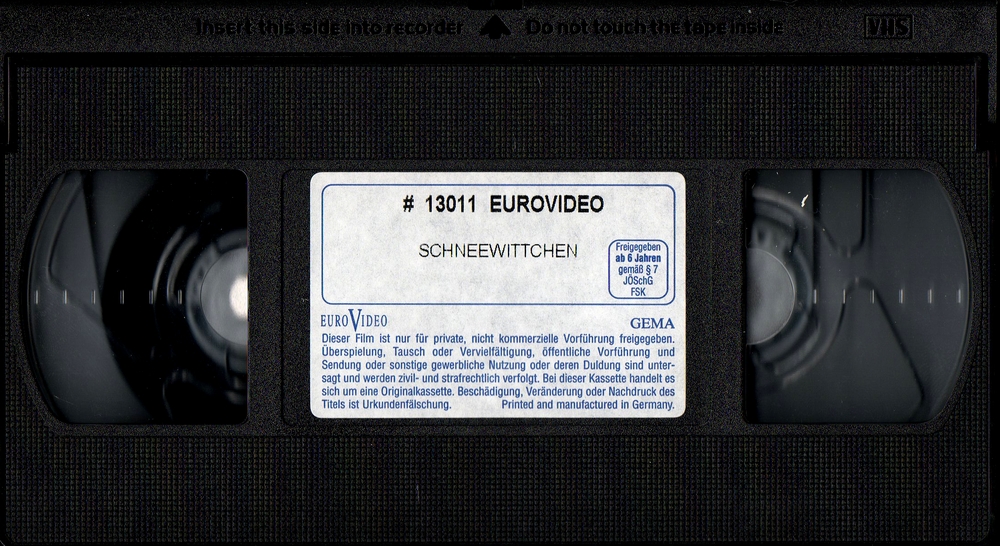 Insert this side into recorder Do not touch the tape inside VHS
# 13011 EUROVIDEO
SCHNEEWITTCHEN
Freigegeben
ab 6 Jahren
gemäß § 7
JÖSchG
FSK
EUROVIDEO GEMA
Dieser Film ist nur für private, nicht kommerzielle Vorführung freigegeben.
Überspielung, Tausch oder Vervielfältigung, öffentliche Vorführung und
Sendung oder sonstige gewerbliche Nutzung oder deren Duldung sind unter-
sagt und werden zivil- und strafrechtlich verfolgt. Bei dieser Kassette handelt es
sich um eine Originalkassette. Beschädigung, Veränderung oder Nachdruck des
Titels ist Urkundenfälschung. Printed and manufactured in Germany.